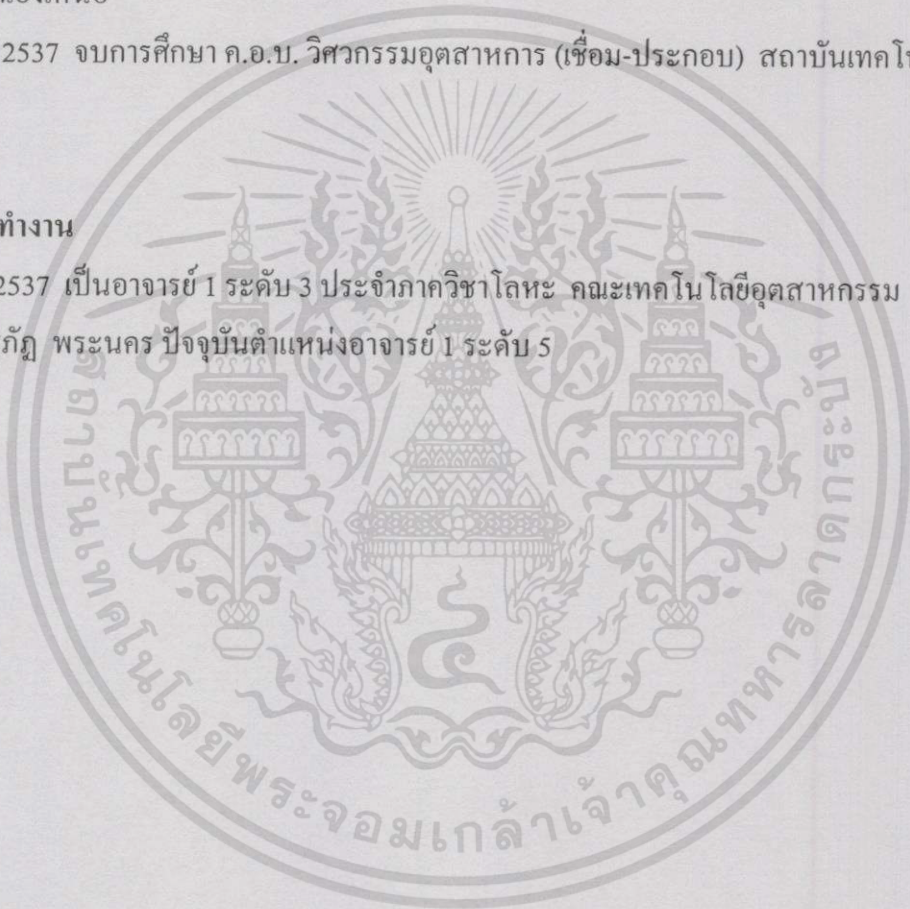 2537 จบการศึกษา ค.อ.บ. วิศวกรรมอุตสาหการ (เชื่อม-ประกอบ) สถาบันเทคโน
ทำงาน
2537 เป็นอาจารย์ 1 ระดับ 3 ประจำภาควิชาโลหะ คณะเทคโนโลยีอุตสาหกรรม
ภัฏ พระนคร ปัจจุบันตำแหน่งอาจารย์ 1 ระดับ 5
สถาบันเทคโนโลยีพระจอมเกล้าเจ้าคุณทหารลาดกระบัง